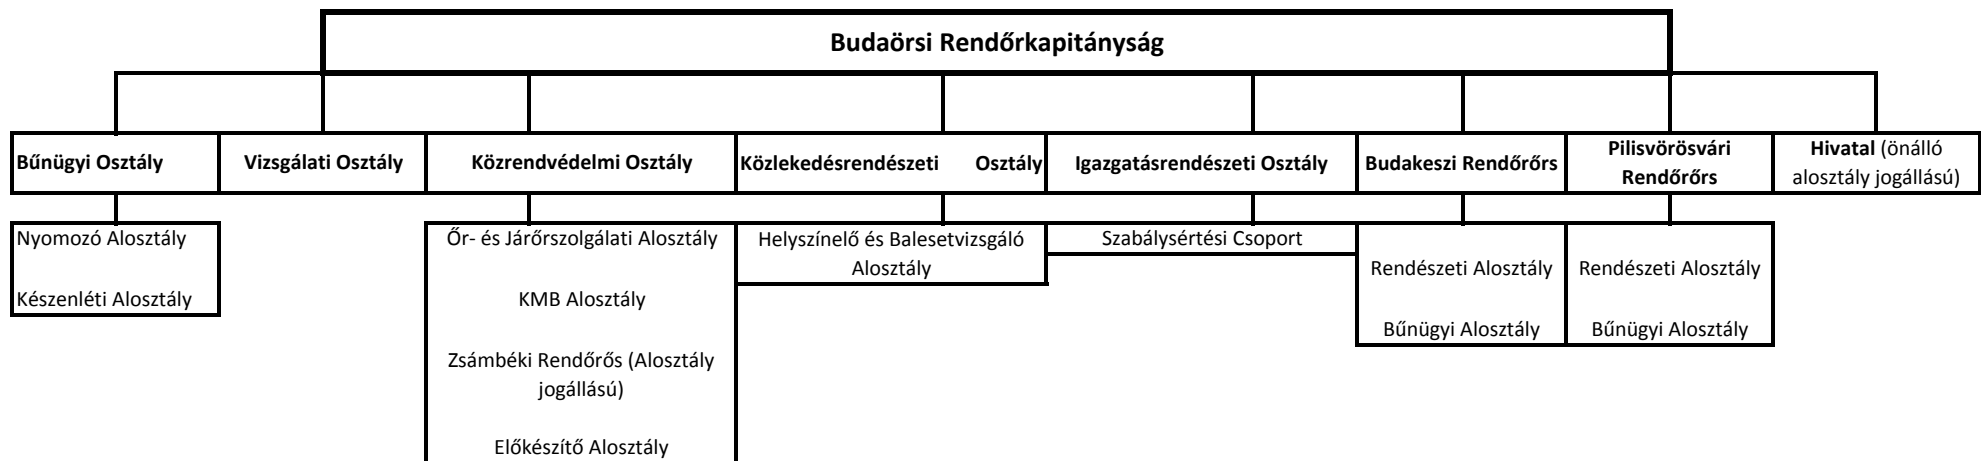 Budaörsi Rendőrkapitányság
Bűnügyi Osztály
Vizsgálati Osztály
Közrendvédelmi Osztály
Közlekedésrendészeti Osztály
Igazgatásrendészeti Osztály
Budakeszi Rendőrőrs
Pilisvörösvári
Rendőrőrs
Hivatal (önálló
alosztály jogállású)
Nyomozó Alosztály
Készenléti Alosztály
Őr- és Járőrszolgálati Alosztály
KMB Alosztály
Zsámbéki Rendőrős (Alosztály
jogállású)
Előkészítő Alosztály
Helyszínelő és Balesetvizsgáló
Alosztály
Szabálysértési Csoport
Rendészeti Alosztály
Bűnügyi Alosztály
Rendészeti Alosztály
Bűnügyi Alosztály